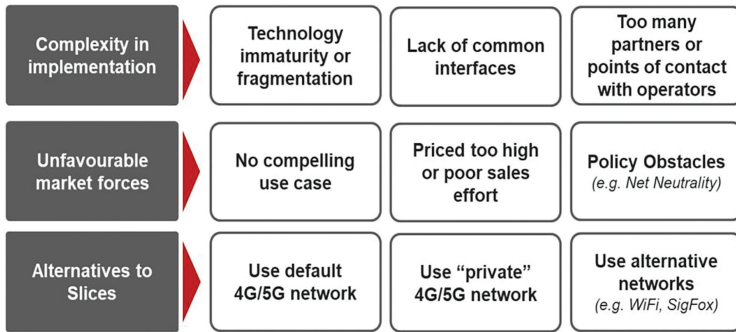 Complexity in
implementation
Technology
immaturity or
fragmentation
Lack of common
interfaces
Too many
partners or
points of contact
with operators
Unfavourable
market forces
No compelling
use case
Priced too high
or poor sales
effort
Policy Obstacles
(e.g. Net Neutrality)
Alternatives to
Slices
Use default
4G/5G network
Use “private”
4G/5G network
Use alternative
networks
(e.g. WiFi, SigFox)